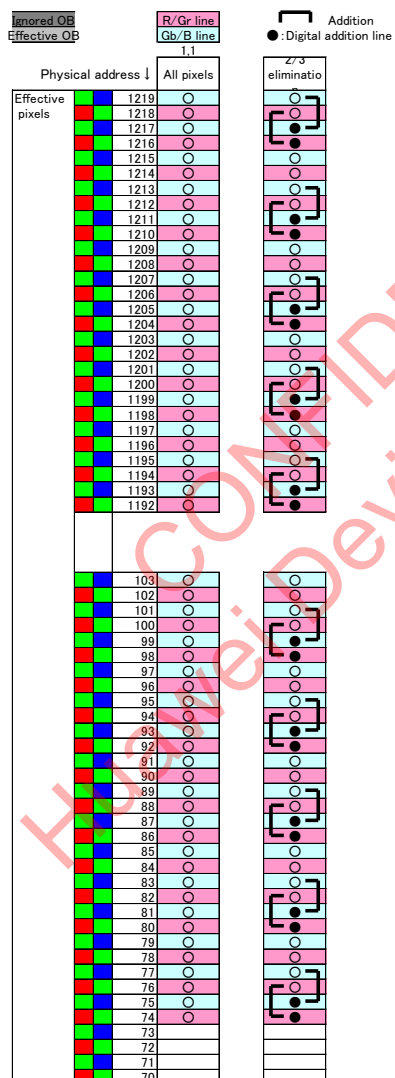 Ignored OB R/Gr line Addition
Effective OB Gb/B line ●:Digital addition line
1,1 2/3
Physical address↓ All pixels eliminatio
Effective 1219 ○ ○
pixels 1218 ○ ○
1217 ○ ●
1216 ○ ●
1215 ○ ○
1214 ○ ○
1213 ○ ○
1212 ○ ○
1211 ○ ●
1210 ○ ●
1209 ○ ○
1208 ○ ○
1207 ○ ○
1206 ○ ○
1205 ○ ●
1204 ○ ●
1203 ○ ○
1202 ○ ○
1201 ○ ○
1200 ○ ○
1199 ○ ●
1198 ○ ●
1197 ○ ○
1196 ○ ○
1195 ○ ○
1194 ○ ○
1193 ○ ●
1192 ○ ●
103 ○ ○
102 ○ ○
101 ○ ○
100 ○ ○
99 ○ ●
98 ○ ●
97 ○ ○
96 ○ ○
95 ○ ○
94 ○ ○
93 ○ ●
92 ○ ●
91 ○ ○
90 ○ ○
89 ○ ○
88 ○ ○
87 ○ ●
86 ○ ●
85 ○ ○
84 ○ ○
83 ○ ○
82 ○ ○
81 ○ ●
80 ○ ●
79 ○ ○
78 ○ ○
77 ○ ○
76 ○ ○
75 ○ ●
74 ○ ●
73
72
71
70
CONFIDE
Huawei Devi